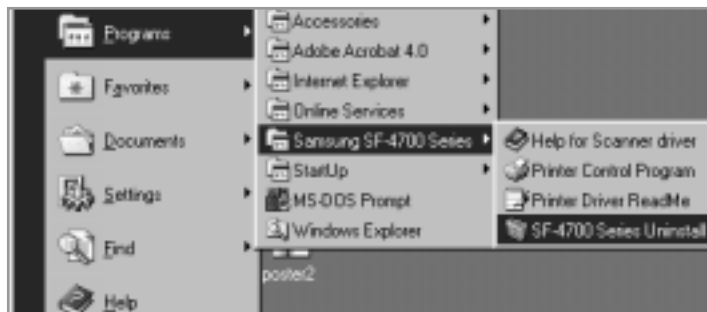 Programs
Favorites
Documents
Settings
Find
Help
Accessories
Adobe Acrobat 4.0
Internet Explorer
Online Services
Samsung SF-4700 Series
StartUp
MS-DOS Prompt
Windows Explorer
Help for Scanner driver
Printer Control Program
Printer Driver ReadMe
SF-4700 Series Uninstall
poster2